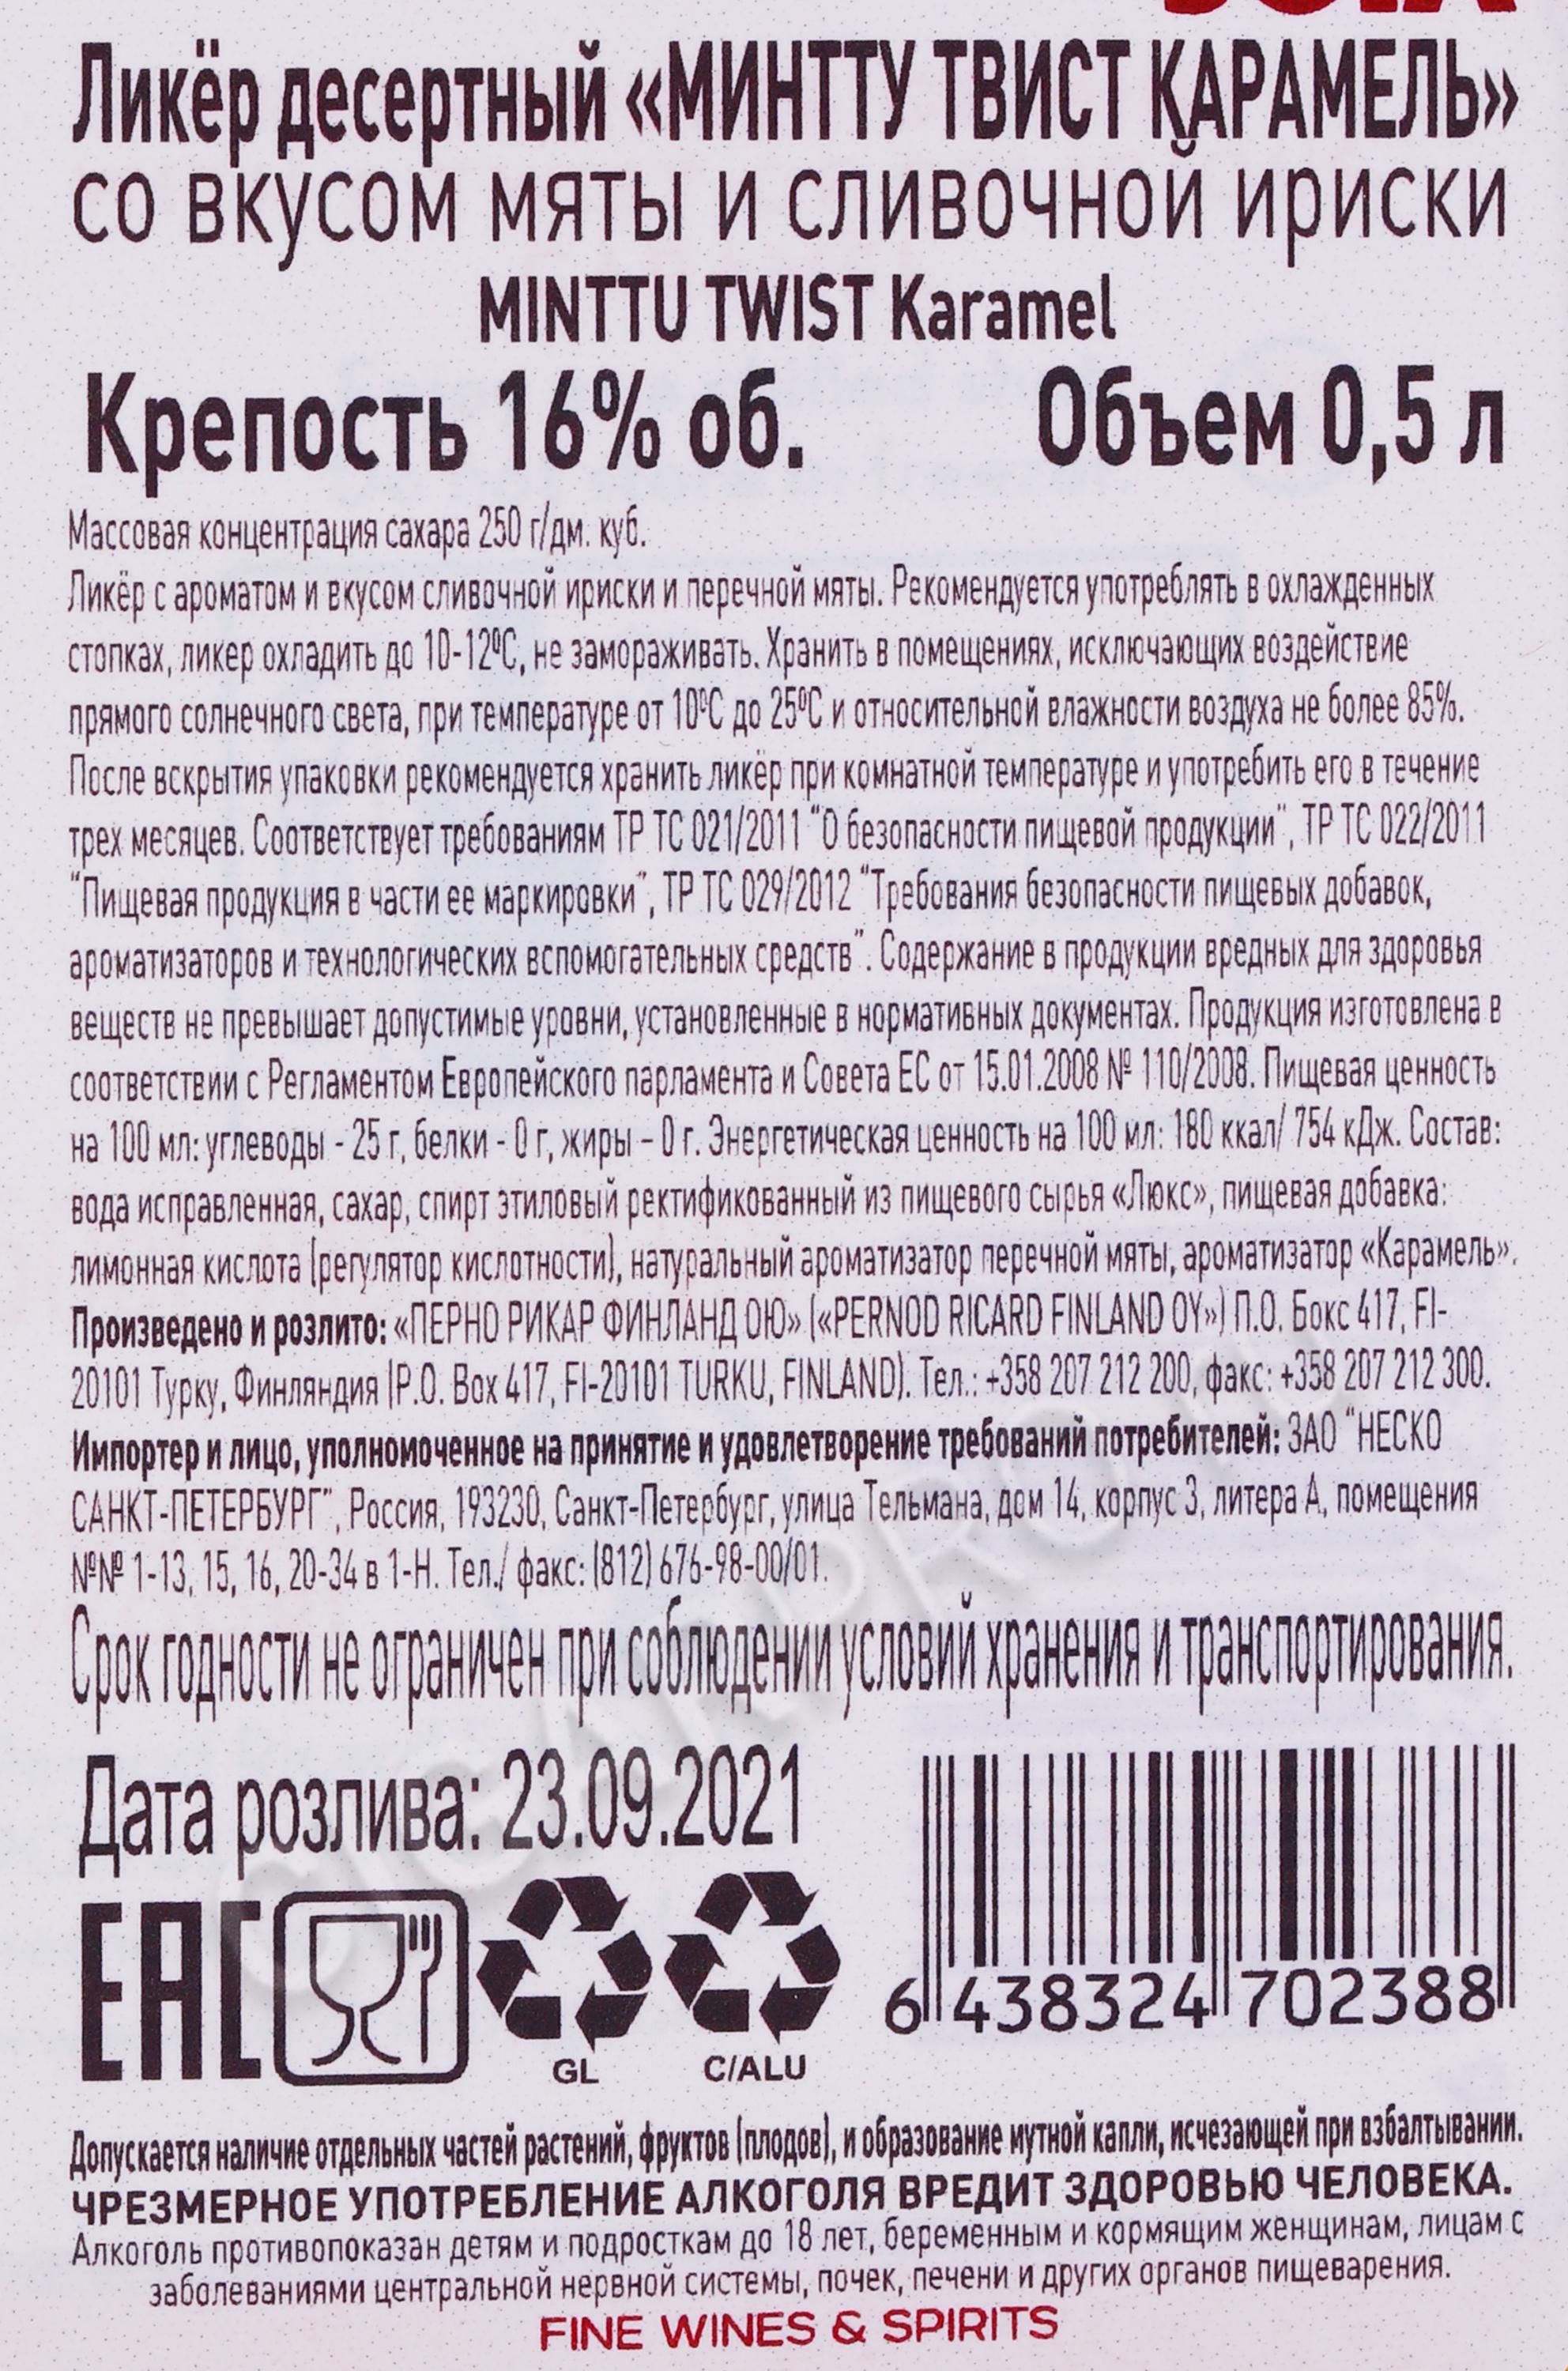 Ликёр десертный «МИНТТУ ТВИСТ КАРАМЕЛЬ»
со вкусом мяты и сливочной ириски
MINTTU TWIST Karamel
Крепость 16% об. Объем 0,5 л
Массовая концентрация сахара 250 г/дм. куб.
Ликёр с ароматом и вкусом сливочной ириски и перечной мяты. Рекомендуется употреблять в охлажденных
стопках, ликер охладить до 10-12ºС, не замораживать. Хранить в помещениях, исключающих воздействие
прямого солнечного света, при температуре от 10ºС до 25ºС и относительной влажности воздуха не более 85%.
После вскрытия упаковки рекомендуется хранить ликёр при комнатной температуре и употребить его в течение
трех месяцев. Соответствует требованиям ТР ТС 021/2011 "О безопасности пищевой продукции", ТР ТС 022/2011
"Пищевая продукция в части ее маркировки", ТР ТС 029/2012 "Требования безопасности пищевых добавок,
ароматизаторов и технологических вспомогательных средств". Содержание в продукции вредных для здоровья
веществ не превышает допустимые уровни, установленные в нормативных документах. Продукция изготовлена в
соответствии с Регламентом Европейского парламента и Совета ЕС от 15.01.2008 № 110/2008. Пищевая ценность
на 100 мл: углеводы - 25 г, белки - 0 г, жиры – 0 г. Энергетическая ценность на 100 мл: 180 ккал/ 754 кДж. Состав:
вода исправленная, сахар, спирт этиловый ректификованный из пищевого сырья «Люкс», пищевая добавка:
лимонная кислота (регулятор кислотности), натуральный ароматизатор перечной мяты, ароматизатор «Карамель».
Произведено и розлито: «ПЕРНО РИКАР ФИНЛАНД ОЮ» («PERNOD RICARD FINLAND OY») П.О. Бокс 417, FI-
20101 Турку, Финляндия (P.O. Box 417, FI-20101 TURKU, FINLAND). Тел.: +358 207 212 200, факс: +358 207 212 300.
Импортер и лицо, уполномоченное на принятие и удовлетворение требований потребителей: ЗАО "НЕСКО
САНКТ-ПЕТЕРБУРГ", Россия, 193230, Санкт-Петербург, улица Тельмана, дом 14, корпус 3, литера А, помещения
№№ 1-13, 15, 16, 20-34 в 1-Н. Тел./ факс: (812) 676-98-00/01.
Срок годности не ограничен при соблюдении условий хранения и транспортирования.
Дата розлива: 23.09.2021
EAC
GL C/ALU
6 438324 702388
Допускается наличие отдельных частей растений, фруктов (плодов), и образование мутной капли, исчезающей при взбалтывании.
ЧРЕЗМЕРНОЕ УПОТРЕБЛЕНИЕ АЛКОГОЛЯ ВРЕДИТ ЗДОРОВЬЮ ЧЕЛОВЕКА.
Алкоголь противопоказан детям и подросткам до 18 лет, беременным и кормящим женщинам, лицам с
заболеваниями центральной нервной системы, почек, печени и других органов пищеварения.
FINE WINES & SPIRITS